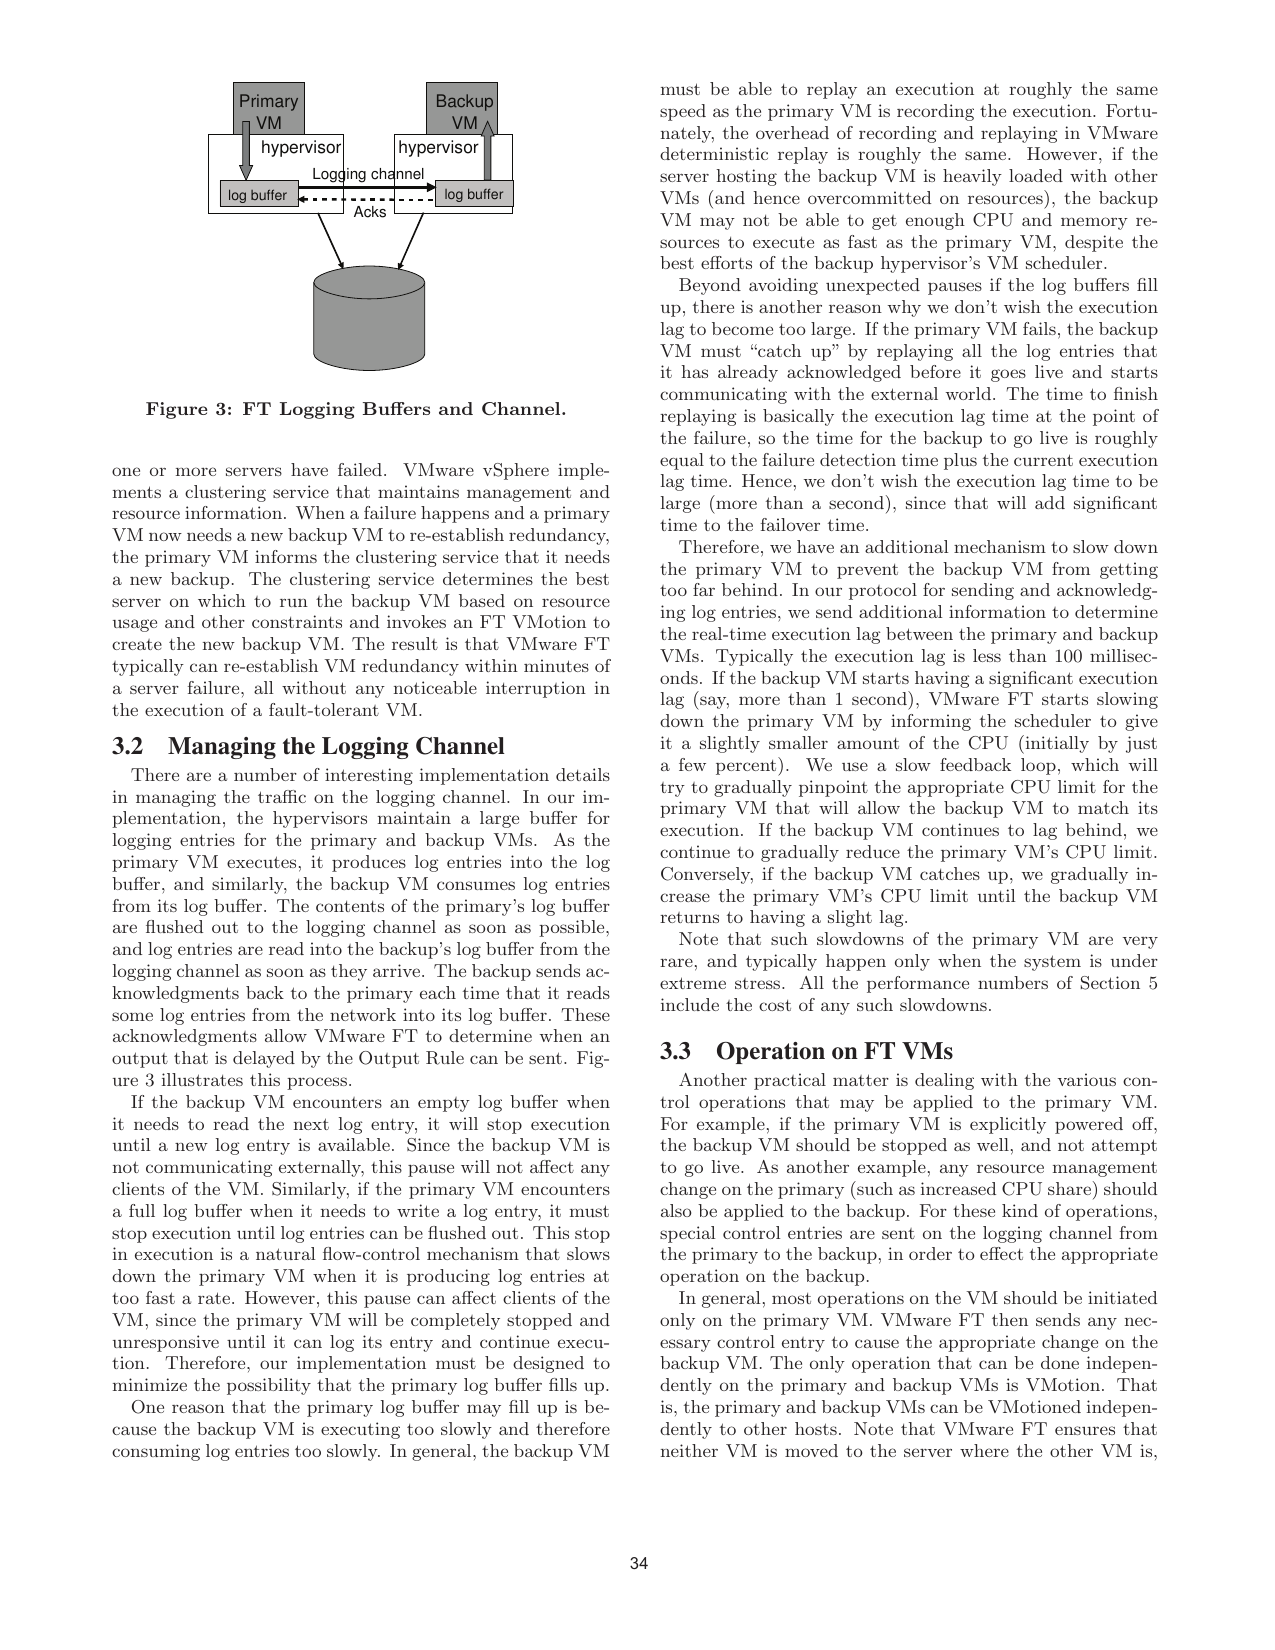 Primary
VM
Backup
VM
hypervisor
hypervisor
Logging channel
log buffer
log buffer
Acks
Figure 3: FT Logging Buffers and Channel.
one or more servers have failed. VMware vSphere imple-
ments a clustering service that maintains management and
resource information. When a failure happens and a primary
VM now needs a new backup VM to re-establish redundancy,
the primary VM informs the clustering service that it needs
a new backup. The clustering service determines the best
server on which to run the backup VM based on resource
usage and other constraints and invokes an FT VMotion to
create the new backup VM. The result is that VMware FT
typically can re-establish VM redundancy within minutes of
a server failure, all without any noticeable interruption in
the execution of a fault-tolerant VM.
3.2 Managing the Logging Channel
There are a number of interesting implementation details
in managing the traffic on the logging channel. In our im-
plementation, the hypervisors maintain a large buffer for
logging entries for the primary and backup VMs. As the
primary VM executes, it produces log entries into the log
buffer, and similarly, the backup VM consumes log entries
from its log buffer. The contents of the primary's log buffer
are flushed out to the logging channel as soon as possible,
and log entries are read into the backup's log buffer from the
logging channel as soon as they arrive. The backup sends ac-
knowledgments back to the primary each time that it reads
some log entries from the network into its log buffer. These
acknowledgments allow VMware FT to determine when an
output that is delayed by the Output Rule can be sent. Fig-
ure 3 illustrates this process.
If the backup VM encounters an empty log buffer when
it needs to read the next log entry, it will stop execution
until a new log entry is available. Since the backup VM is
not communicating externally, this pause will not affect any
clients of the VM. Similarly, if the primary VM encounters
a full log buffer when it needs to write a log entry, it must
stop execution until log entries can be flushed out. This stop
in execution is a natural flow-control mechanism that slows
down the primary VM when it is producing log entries at
too fast a rate. However, this pause can affect clients of the
VM, since the primary VM will be completely stopped and
unresponsive until it can log its entry and continue execu-
tion. Therefore, our implementation must be designed to
minimize the possibility that the primary log buffer fills up.
One reason that the primary log buffer may fill up is be-
cause the backup VM is executing too slowly and therefore
consuming log entries too slowly. In general, the backup VM
must be able to replay an execution at roughly the same
speed as the primary VM is recording the execution. Fortu-
nately, the overhead of recording and replaying in VMware
deterministic replay is roughly the same. However, if the
server hosting the backup VM is heavily loaded with other
VMs (and hence overcommitted on resources), the backup
VM may not be able to get enough CPU and memory re-
sources to execute as fast as the primary VM, despite the
best efforts of the backup hypervisor's VM scheduler.
Beyond avoiding unexpected pauses if the log buffers fill
up, there is another reason why we don't wish the execution
lag to become too large. If the primary VM fails, the backup
VM must “catch up” by replaying all the log entries that
it has already acknowledged before it goes live and starts
communicating with the external world. The time to finish
replaying is basically the execution lag time at the point of
the failure, so the time for the backup to go live is roughly
equal to the failure detection time plus the current execution
lag time. Hence, we don't wish the execution lag time to be
large (more than a second), since that will add significant
time to the failover time.
Therefore, we have an additional mechanism to slow down
the primary VM to prevent the backup VM from getting
too far behind. In our protocol for sending and acknowledg-
ing log entries, we send additional information to determine
the real-time execution lag between the primary and backup
VMs. Typically the execution lag is less than 100 millisec-
onds. If the backup VM starts having a significant execution
lag (say, more than 1 second), VMware FT starts slowing
down the primary VM by informing the scheduler to give
it a slightly smaller amount of the CPU (initially by just
a few percent). We use a slow feedback loop, which will
try to gradually pinpoint the appropriate CPU limit for the
primary VM that will allow the backup VM to match its
execution. If the backup VM continues to lag behind, we
continue to gradually reduce the primary VM's CPU limit.
Conversely, if the backup VM catches up, we gradually in-
crease the primary VM's CPU limit until the backup VM
returns to having a slight lag.
Note that such slowdowns of the primary VM are very
rare, and typically happen only when the system is under
extreme stress. All the performance numbers of Section 5
include the cost of any such slowdowns.
3.3 Operation on FT VMs
Another practical matter is dealing with the various con-
trol operations that may be applied to the primary VM.
For example, if the primary VM is explicitly powered off,
the backup VM should be stopped as well, and not attempt
to go live. As another example, any resource management
change on the primary (such as increased CPU share) should
also be applied to the backup. For these kind of operations,
special control entries are sent on the logging channel from
the primary to the backup, in order to effect the appropriate
operation on the backup.
In general, most operations on the VM should be initiated
only on the primary VM. VMware FT then sends any nec-
essary control entry to cause the appropriate change on the
backup VM. The only operation that can be done indepen-
dently on the primary and backup VMs is VMotion. That
is, the primary and backup VMs can be VMotioned indepen-
dently to other hosts. Note that VMware FT ensures that
neither VM is moved to the server where the other VM is,
34